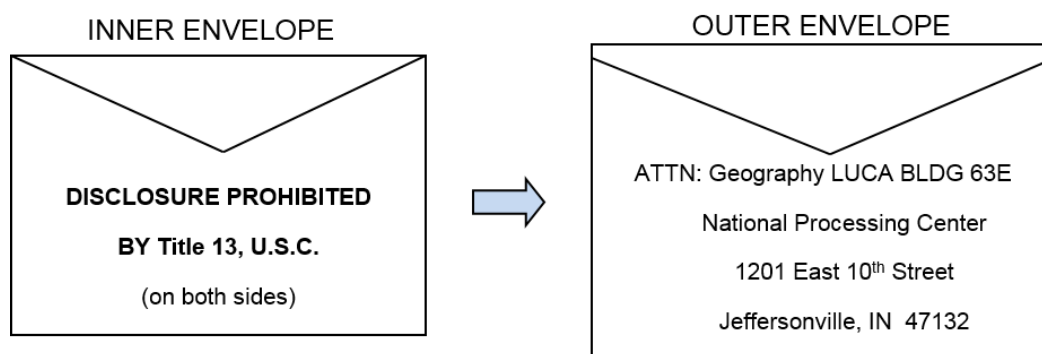 INNER ENVELOPE
DISCLOSURE PROHIBITED
BY Title 13, U.S.C.
(on both sides)
OUTER ENVELOPE
ATTN: Geography LUCA BLDG 63E
National Processing Center
1201 East 10th Street
Jeffersonville, IN  47132